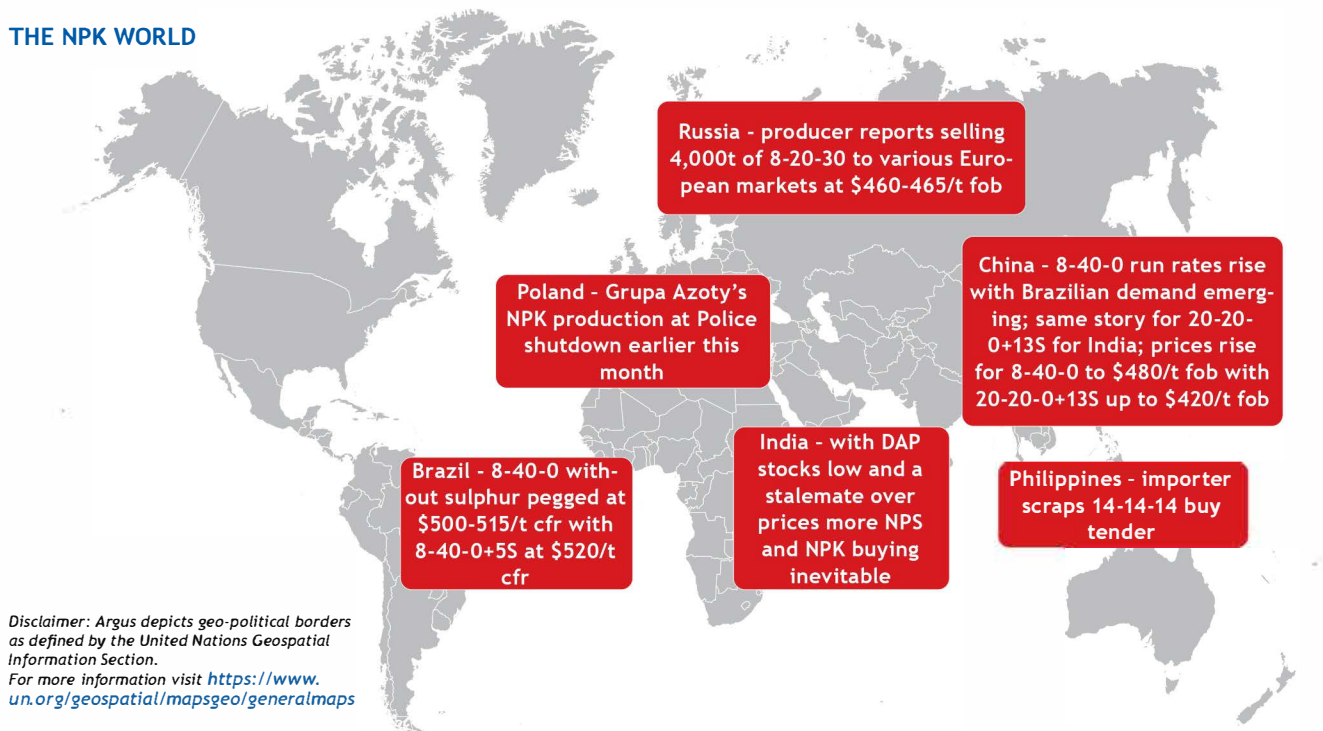 THE NPK WORLD
Russia - producer reports selling
4,000t of 8-20-30 to various Euro-
pean markets at $460-465/t fob
China - 8-40-0 run rates rise
with Brazilian demand emerg-
ing; same story for 20-20-
0+13S for India; prices rise
for 8-40-0 to $480/t fob with
20-20-0+13S up to $420/t fob
Poland - Grupa Azoty’s
NPK production at Police
shutdown earlier this
month
India - with DAP
stocks low and a
stalemate over
prices more NPS
and NPK buying
inevitable
Brazil - 8-40-0 with-
out sulphur pegged at
$500-515/t cfr with
8-40-0+5S at $520/t
cfr
Philippines - importer
scraps 14-14-14 buy
tender
Disclaimer: Argus depicts geo-political borders
as defined by the United Nations Geospatial
Information Section.
For more information visit https://www.
un.org/geospatial/mapsgeo/generalmaps